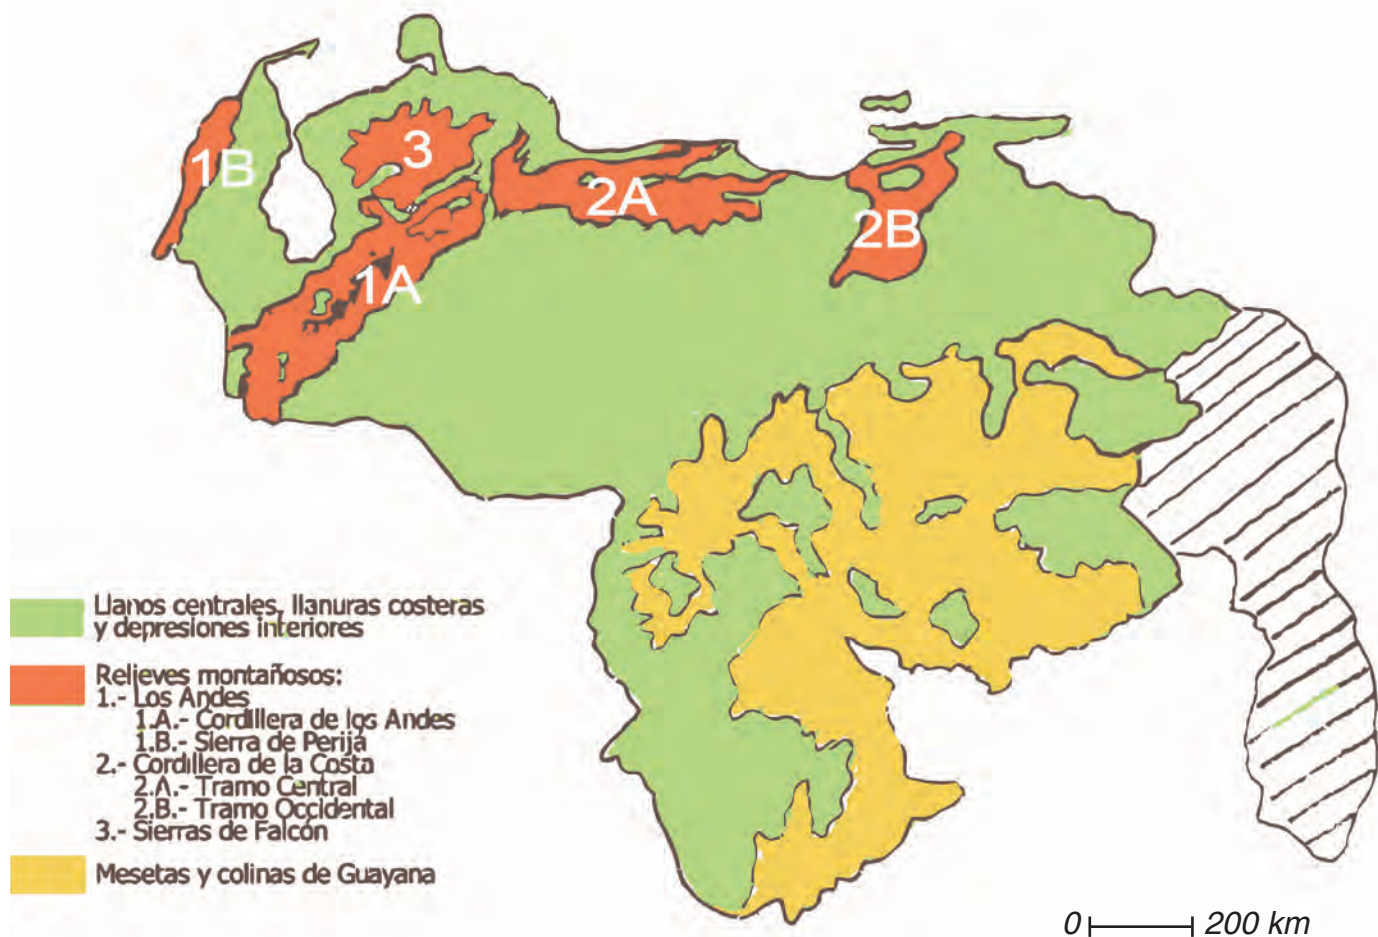 3
1B
2A
2B
1A
Llanos centrales, llanuras costeras
y depresiones interiores
Relieves montañosos:
1.- Los Andes
1.A.- Cordillera de los Andes
1.B.- Sierra de Perijá
2.- Cordillera de la Costa
2.A.- Tramo Central
2.B.- Tramo Occidental
3.- Sierras de Falcón
Mesetas y colinas de Guayana
0 200 km